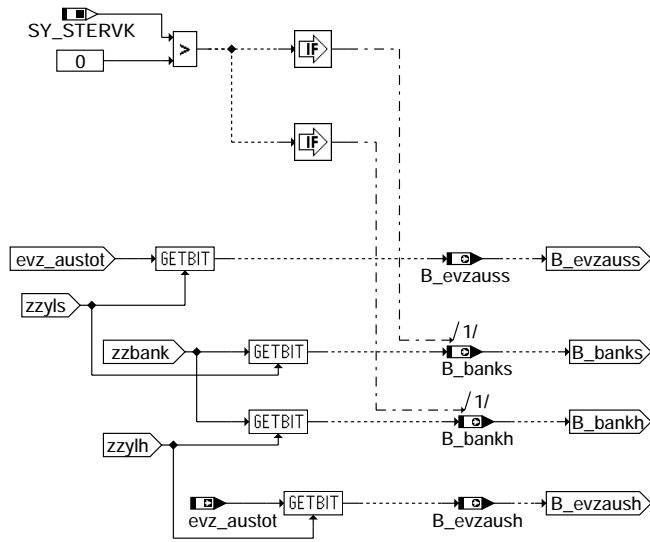 SY_STERVK
0
>
IF
IF
evz_austot
GETBIT
B_evzauss
B_evzauss
zzyls
/1/
zzbank
GETBIT
B_banks
B_banks
/1/
GETBIT
B_bankh
B_bankh
zzylh
evz_austot
GETBIT
B_evzaush
B_evzaush